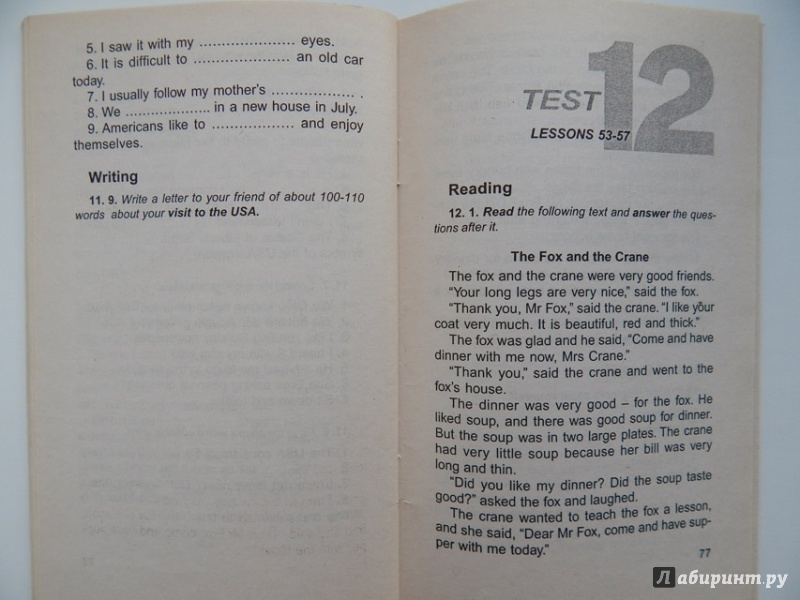 5. I saw it with my ........................ eyes.
6. It is difficult to ........................ an old car
today.
7. I usually follow my mother's .................... .
8. We ...................... in a new house in July.
9. Americans like to ..................... and enjoy
themselves.
Writing
11. 9. Write a letter to your friend of about 100-110
words about your visit to the USA.
TEST 12
LESSONS 53-57
Reading
12. 1. Read the following text and answer the ques-
tions after it.
The Fox and the Crane
The fox and the crane were very good friends.
“Your long legs are very nice,” said the fox.
“Thank you, Mr Fox,” said the crane. “I like your
coat very much. It is beautiful, red and thick.”
The fox was glad and he said, “Come and have
dinner with me now, Mrs Crane.”
“Thank you,” said the crane and went to the
fox's house.
The dinner was very good – for the fox. He
liked soup, and there was good soup for dinner.
But the soup was in two large plates. The crane
had very little soup because her bill was very
long and thin.
“Did you like my dinner? Did the soup taste
good?” asked the fox and laughed.
The crane wanted to teach the fox a lesson,
and she said, “Dear Mr Fox, come and have sup-
per with me today.”
77
Лабиринт.ру